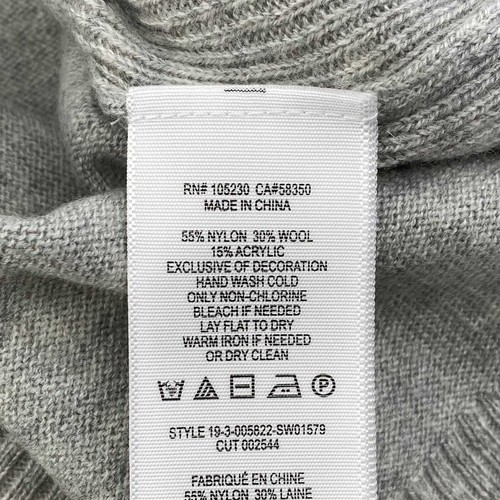 RN# 105230 CA#58350
MADE IN CHINA
55% NYLON 30% WOOL
15% ACRYLIC
EXCLUSIVE OF DECORATION
HAND WASH COLD
ONLY NON-CHLORINE
BLEACH IF NEEDED
LAY FLAT TO DRY
WARM IRON IF NEEDED
OR DRY CLEAN
P
STYLE 19-3-005822-SW01579
CUT 002544
FABRIQUÉ EN CHINE
55% NYLON 30% LAINE